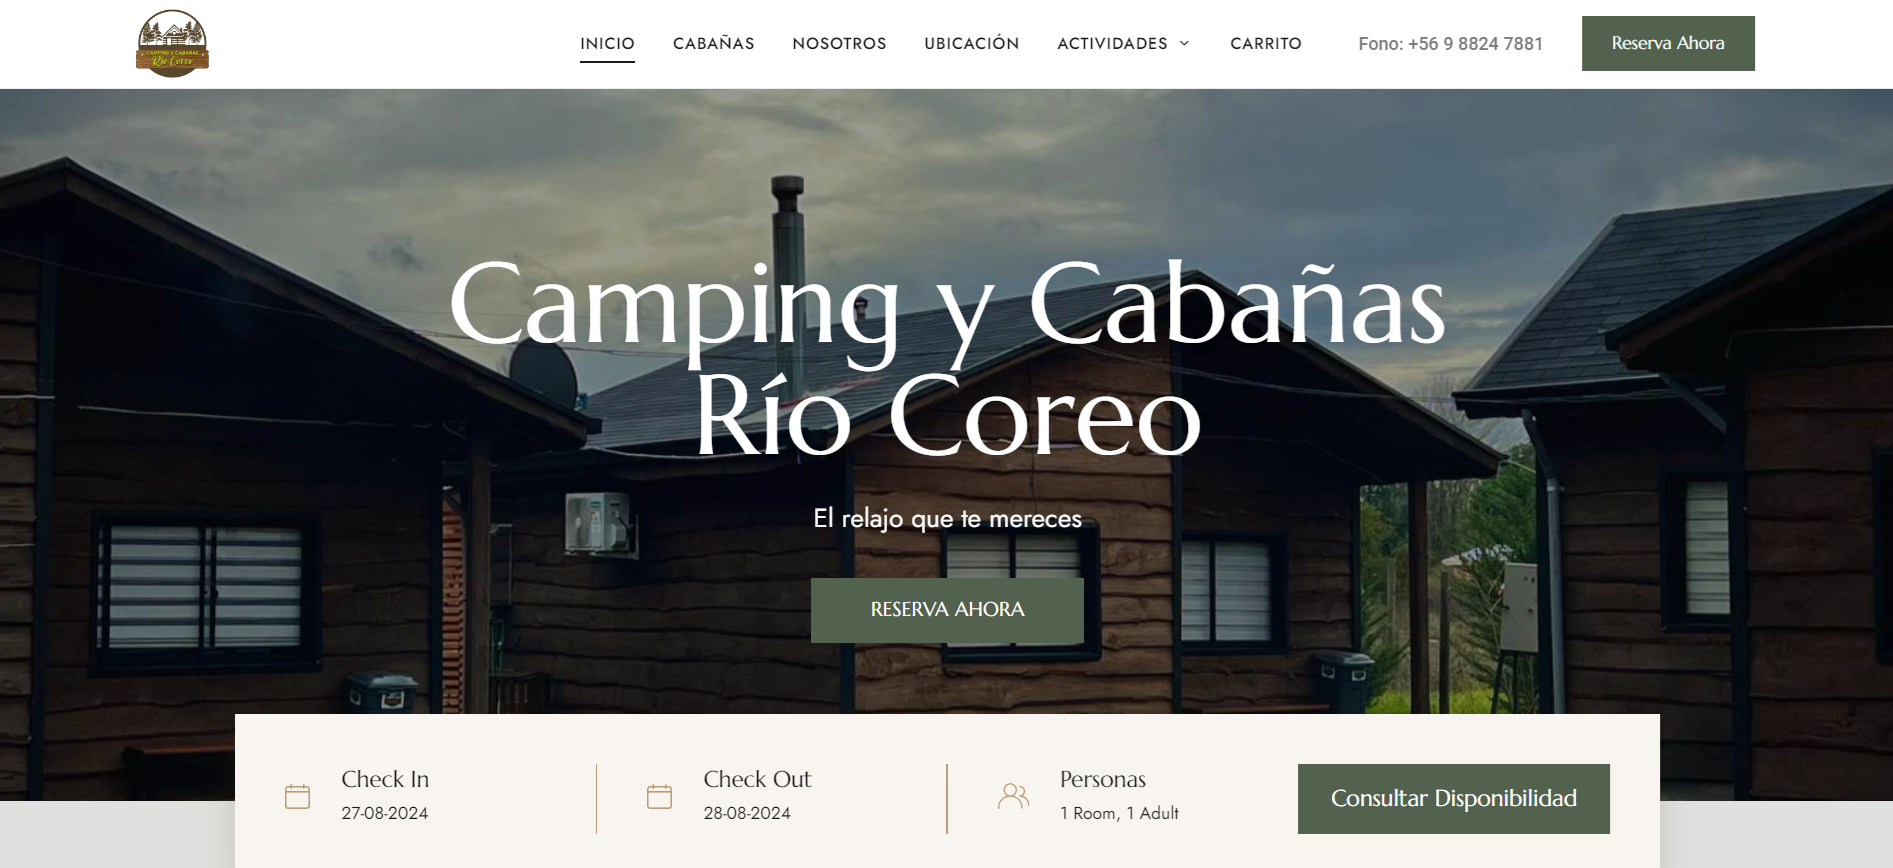 CAMPING Y CABAÑAS
Río Coreo
INICIO
CABAÑAS
NOSOTROS
UBICACIÓN
ACTIVIDADES
CARRITO
Fono: +56 9 8824 7881
Reserva Ahora
Camping y Cabañas
Río Coreo
El relajo que te mereces
RESERVA AHORA
Check In
27-08-2024
Check Out
28-08-2024
Personas
1 Room, 1 Adult
Consultar Disponibilidad